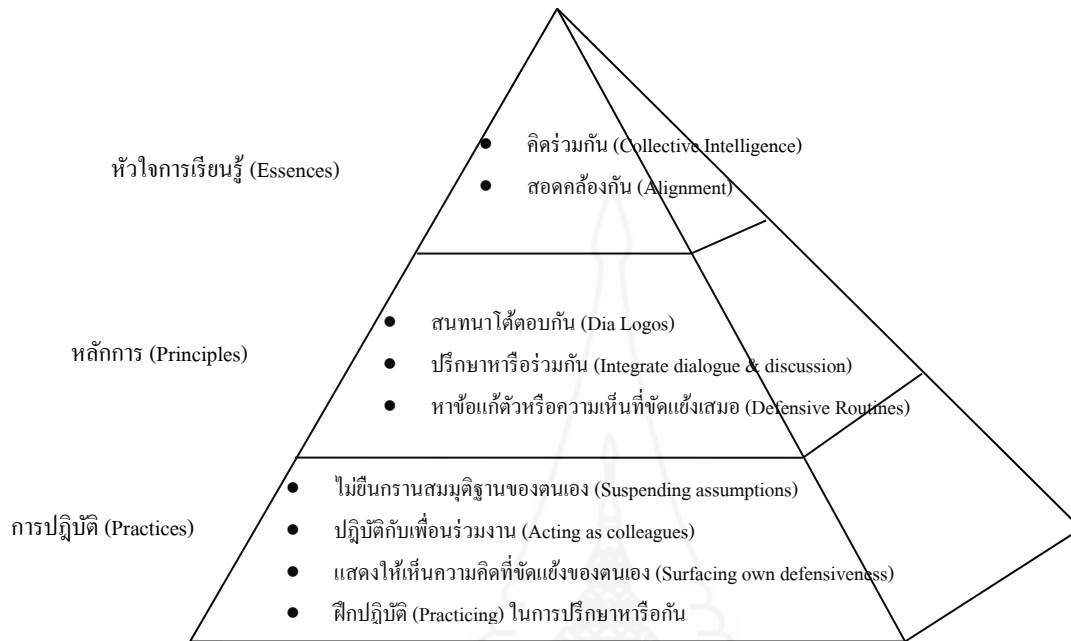 คิดร่วมกัน (Collective Intelligence)
หัวใจการเรียนรู้ (Essences)
สอดคล้องกัน (Alignment)
สนทนาโต้ตอบกัน (Dia Logos)
หลักการ (Principles)
ปรึกษาหารือร่วมกัน (Integrate dialogue & discussion)
หาข้อแก้ตัวหรือความเห็นที่ขัดแย้งเสมอ (Defensive Routines)
ไม่ยืนกรานสมมุติฐานของตนเอง (Suspending assumptions)
การปฎิบัติ (Practices)
ปฎิบัติกับเพื่อนร่วมงาน (Acting as colleagues)
แสดงให้เห็นความคิดที่ขัดแย้งของตนเอง (Surfacing own defensiveness)
ฝึกปฎิบัติ (Practicing) ในการปรึกษาหารือกัน